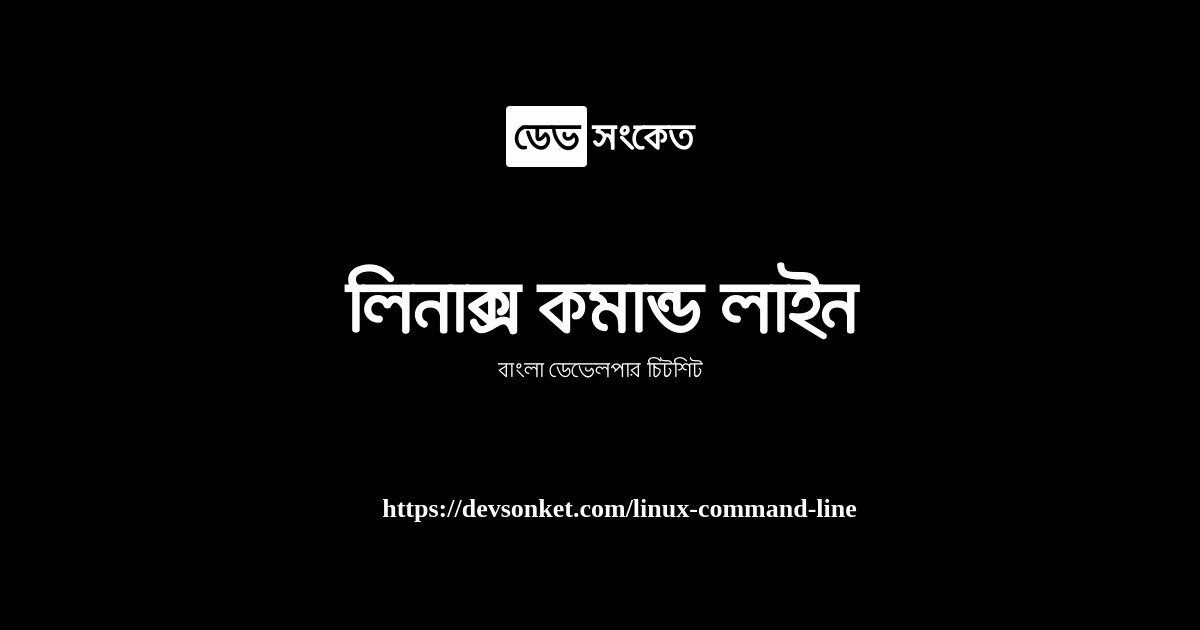 ডেভ সংকেত
লিনাক্স কমান্ড লাইন
বাংলা ডেভেলপার চিটশিট
https://devsonket.com/linux-command-line